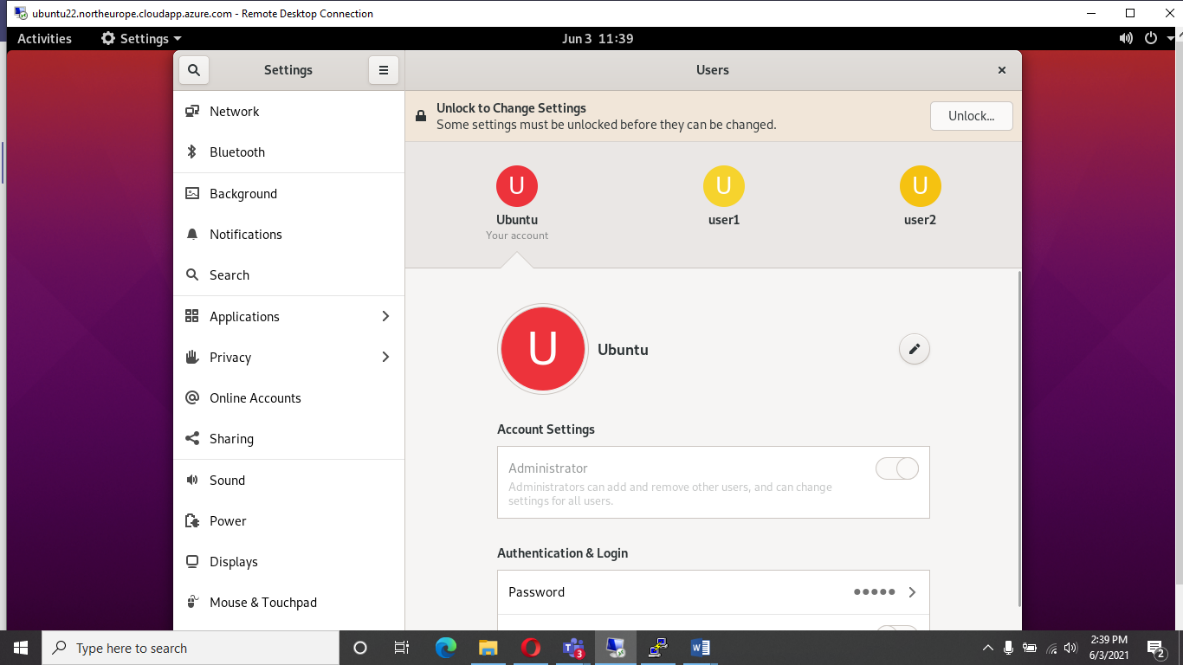 ubuntu22.northeurope.cloudapp.azure.com - Remote Desktop Connection
Activities Settings Jun 3 11:39
Settings Users
Network
Bluetooth
Background
Notifications
Search
Applications
Privacy
Online Accounts
Sharing
Sound
Power
Displays
Mouse & Touchpad
Unlock to Change Settings
Some settings must be unlocked before they can be changed.
Unlock...
U U U
Ubuntu user1 user2
Your account
U Ubuntu
Account Settings
Administrator
Administrators can add and remove other users, and can change
settings for all users.
Authentication & Login
Password •••••
Type here to search
3
W
2:39 PM
6/3/2021
2